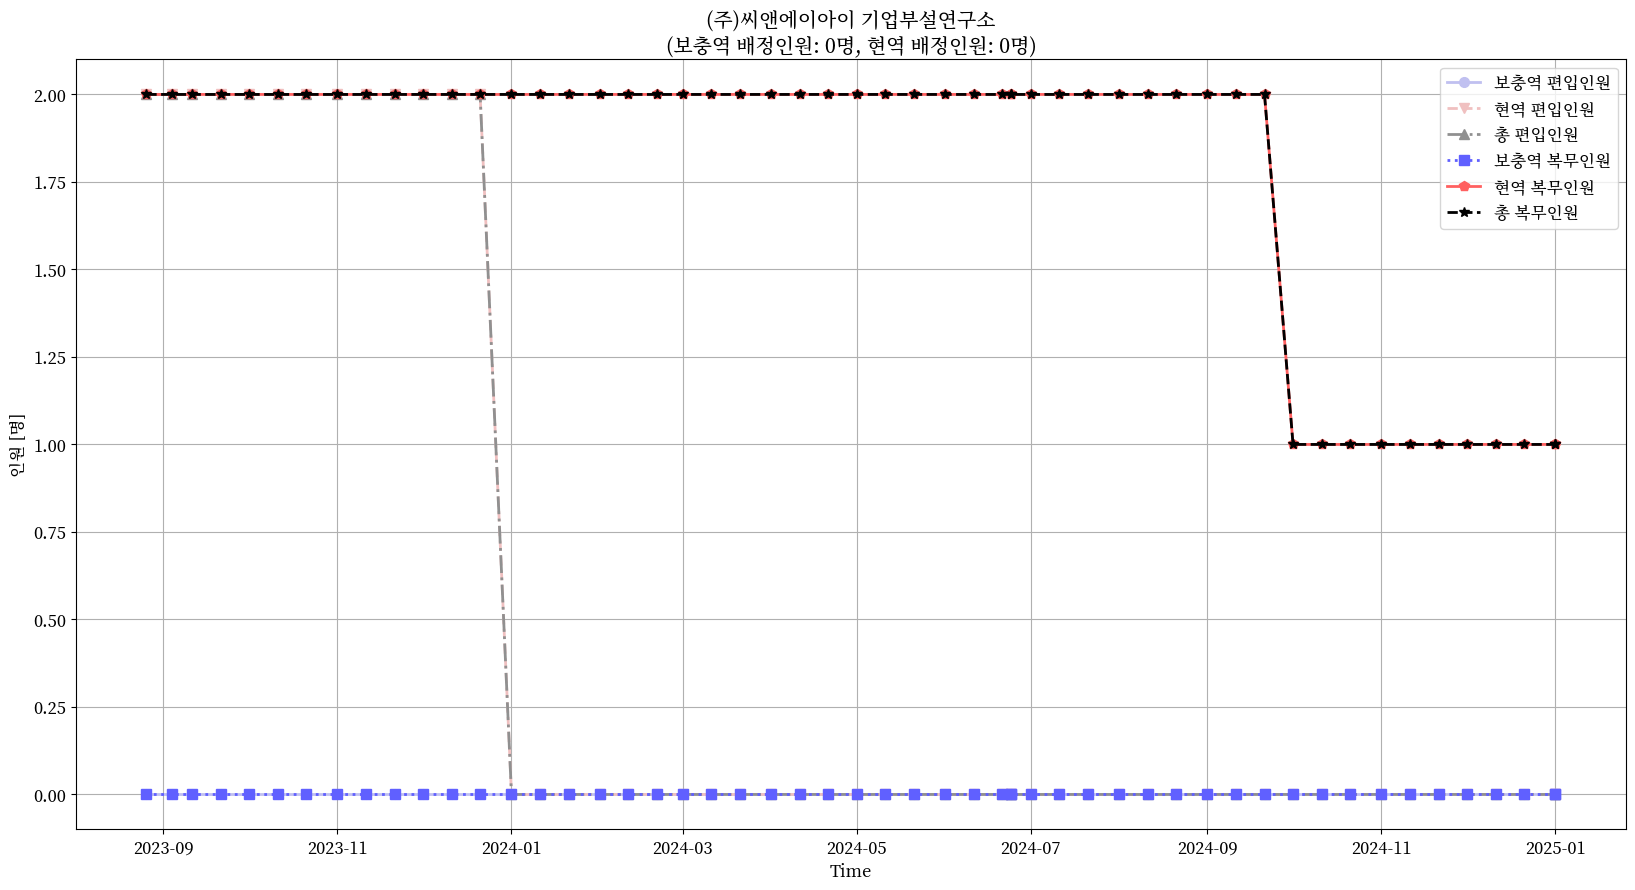 (주)씨앤에이아이 기업부설연구소
(보충역 배정인원: 0명, 현역 배정인원: 0명)
보충역 편입인원
현역 편입인원
총 편입인원
보충역 복무인원
현역 복무인원
총 복무인원
2.00
1.75
1.50
1.25
1.00
0.75
0.50
0.25
0.00
인원 [명]
2023-09 2023-11 2024-01 2024-03 2024-05 2024-07 2024-09 2024-11 2025-01
Time